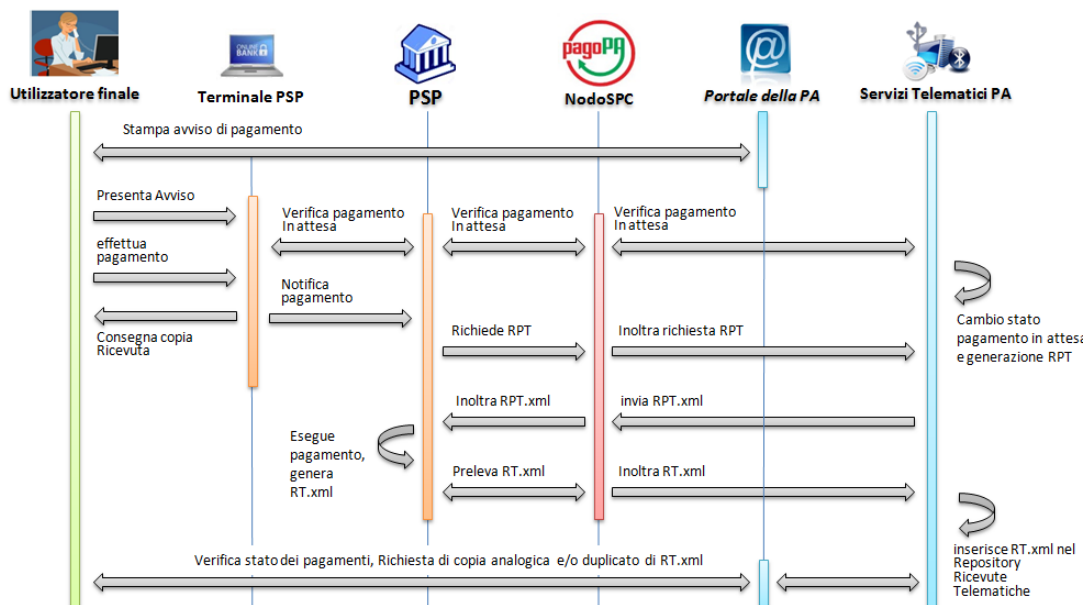 ONLINE
BANK
pagoPA
Utilizzatore finale
Terminale PSP
PSP
NodoSPC
Portale della PA
Servizi Telematici PA
Stampa avviso di pagamento
Presenta Avviso
Verifica pagamento
In attesa
Verifica pagamento
In attesa
Verifica pagamento
In attesa
effettua
pagamento
Notifica
pagamento
Consegna copia
Ricevuta
Richiede RPT
Inoltra richiesta RPT
Cambio stato
pagamento in attesa
e generazione RPT
Inoltra RPT.xml
invia RPT.xml
Esegue
pagamento,
genera
RT.xml
Preleva RT.xml
Inoltra RT.xml
inserisce RT.xml nel
Repository
Ricevute
Telematiche
Verifica stato dei pagamenti, Richiesta di copia analogica e/o duplicato di RT.xml